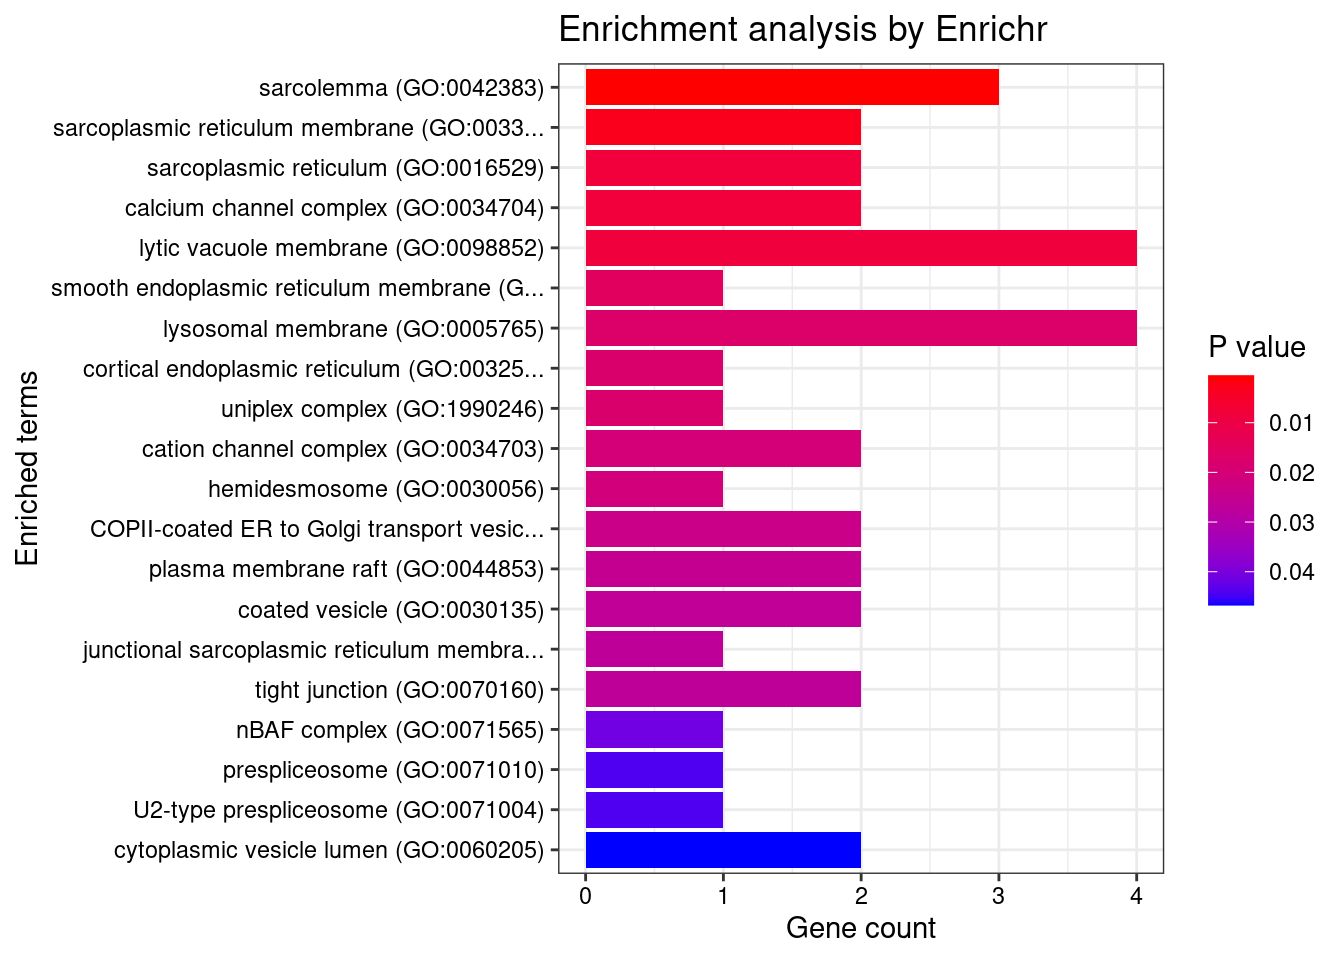 Enrichment analysis by Enrichr
sarcolemma (GO:0042383)
sarcoplasmic reticulum membrane (GO:0033...
sarcoplasmic reticulum (GO:0016529)
calcium channel complex (GO:0034704)
lytic vacuole membrane (GO:0098852)
smooth endoplasmic reticulum membrane (G...
lysosomal membrane (GO:0005765)
cortical endoplasmic reticulum (GO:00325...
uniplex complex (GO:1990246)
cation channel complex (GO:0034703)
hemidesmosome (GO:0030056)
COPII-coated ER to Golgi transport vesic...
plasma membrane raft (GO:0044853)
coated vesicle (GO:0030135)
junctional sarcoplasmic reticulum membra...
tight junction (GO:0070160)
nBAF complex (GO:0071565)
prespliceosome (GO:0071010)
U2-type prespliceosome (GO:0071004)
cytoplasmic vesicle lumen (GO:0060205)
Enriched terms
0 1 2 3 4
Gene count
P value
0.01
0.02
0.03
0.04